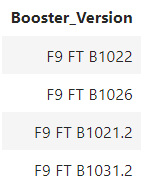 Booster_Version
F9 FT B1022
F9 FT B1026
F9 FT B1021.2
F9 FT B1031.2